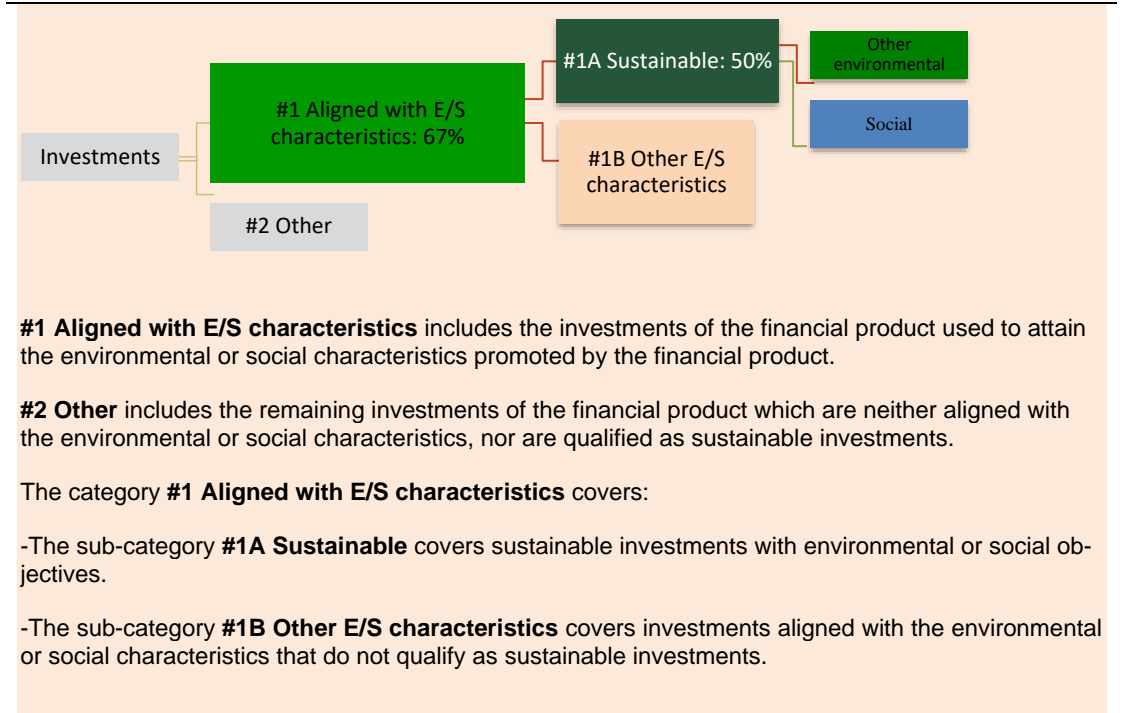 Investments
#1 Aligned with E/S
characteristics: 67%
#2 Other
#1A Sustainable: 50%
#1B Other E/S
characteristics
Other
environmental
Social
#1 Aligned with E/S characteristics includes the investments of the financial product used to attain
the environmental or social characteristics promoted by the financial product.
#2 Other includes the remaining investments of the financial product which are neither aligned with
the environmental or social characteristics, nor are qualified as sustainable investments.
The category #1 Aligned with E/S characteristics covers:
-The sub-category #1A Sustainable covers sustainable investments with environmental or social ob-
jectives.
-The sub-category #1B Other E/S characteristics covers investments aligned with the environmental
or social characteristics that do not qualify as sustainable investments.